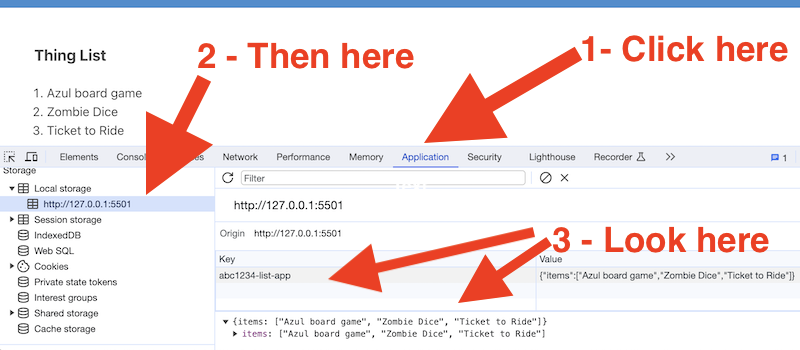 Thing List
1. Azul board game
2. Zombie Dice
3. Ticket to Ride
2 - Then here
1- Click here
Elements
Network
Performance
Memory
Application
Security
Lighthouse
Recorder
1
Storage
Local storage
http://127.0.0.1:5501
Session storage
IndexedDB
Web SQL
Cookies
Private state tokens
Interest groups
Shared storage
Cache storage
Filter
http://127.0.0.1:5501
Origin http://127.0.0.1:5501
3 - Look here
Key Value
abc1234-list-app {"items":["Azul board game","Zombie Dice","Ticket to Ride"]}
{items: ["Azul board game", "Zombie Dice", "Ticket to Ride"]}
items: ["Azul board game", "Zombie Dice", "Ticket to Ride"]